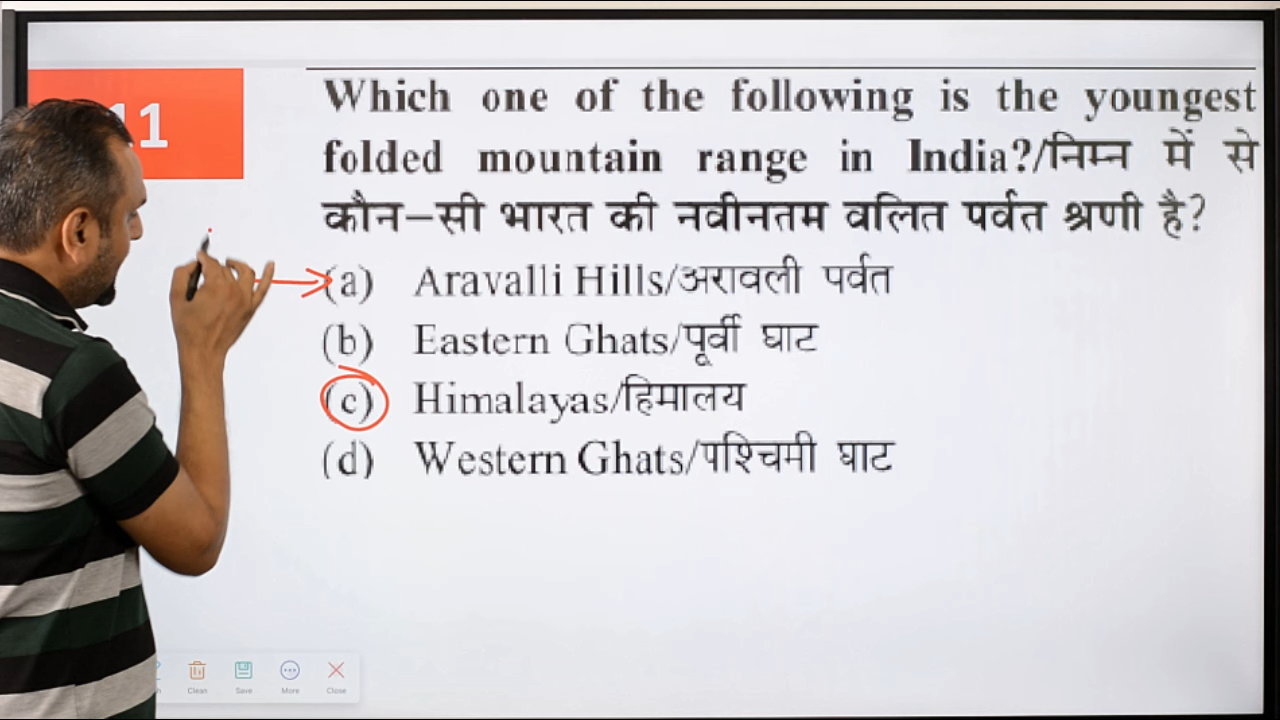 11
Which one of the following is the youngest
folded mountain range in India?/निम्न में से
कौन–सी भारत की नवीनतम वलित पर्वत श्रणी है?
(a) Aravalli Hills/अरावली पर्वत
(b) Eastern Ghats/पूर्वी घाट
(c) Himalayas/हिमालय
(d) Western Ghats/पश्चिमी घाट
Clean Save More Close